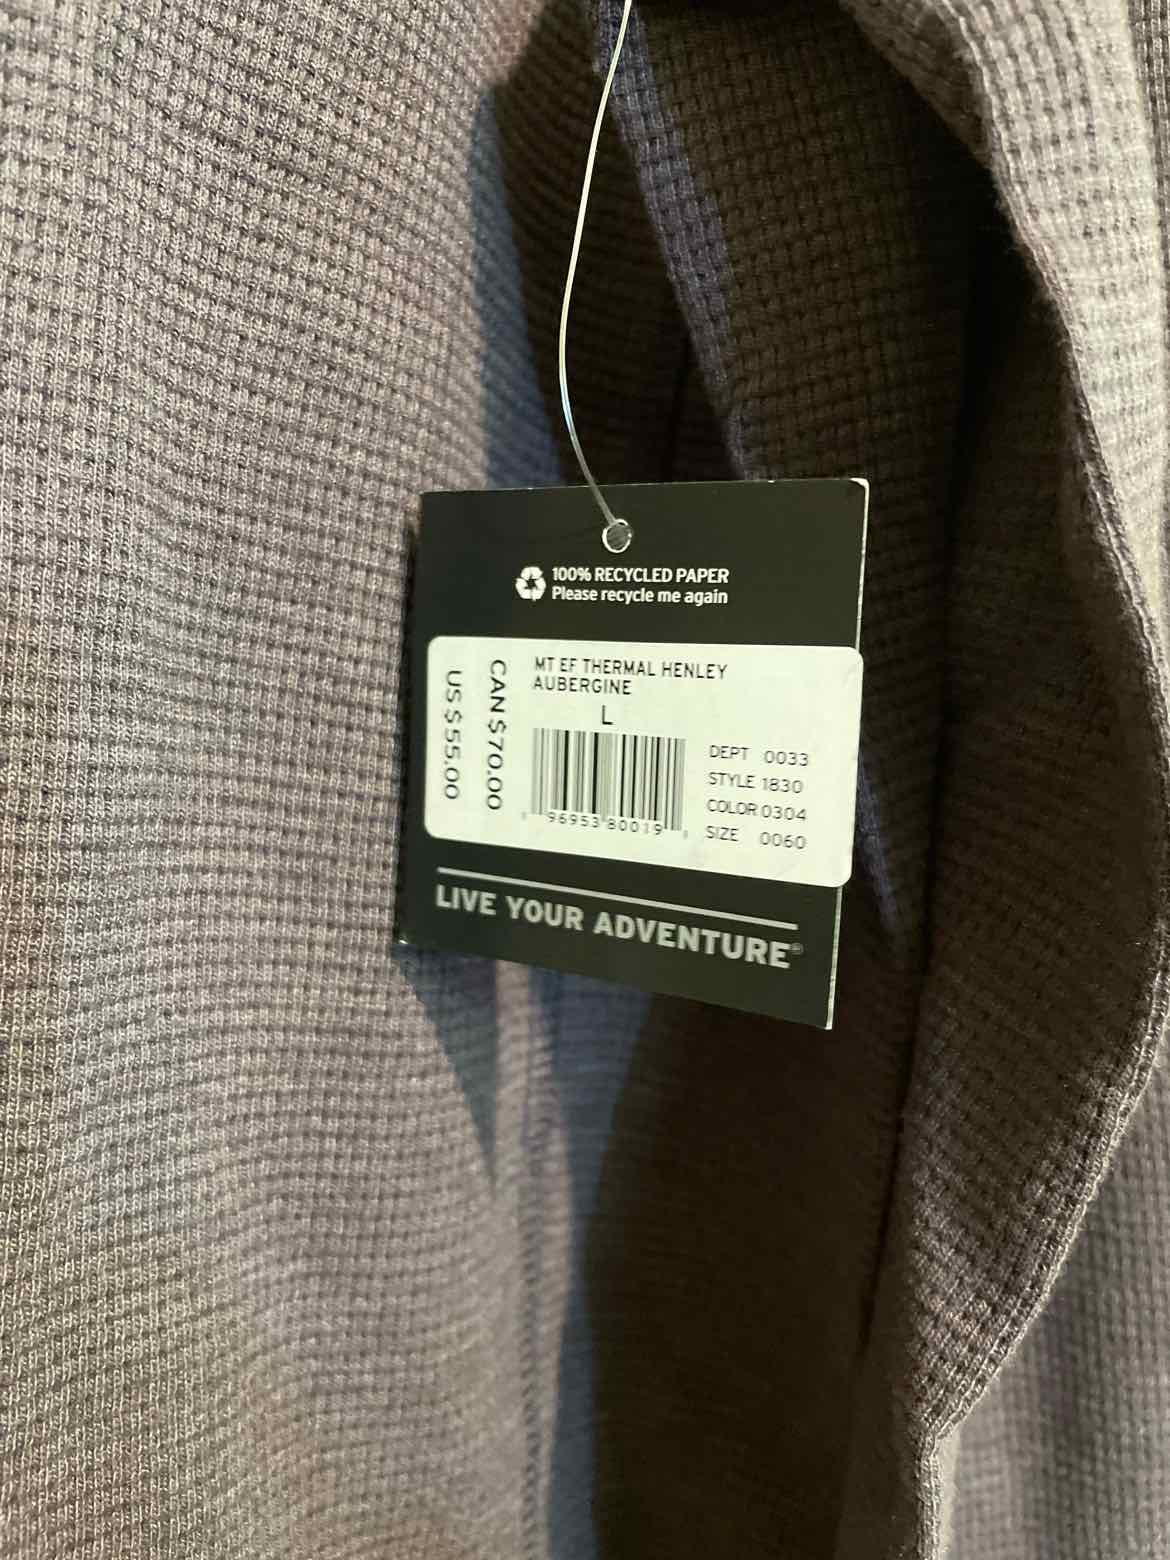 100% RECYCLED PAPER
Please recycle me again
MT EF THERMAL HENLEY
AUBERGINE
L
CAN $70.00
US $55.00
96953 80019
DEPT 0033
STYLE 1830
COLOR 0304
SIZE 0060
LIVE YOUR ADVENTURE®